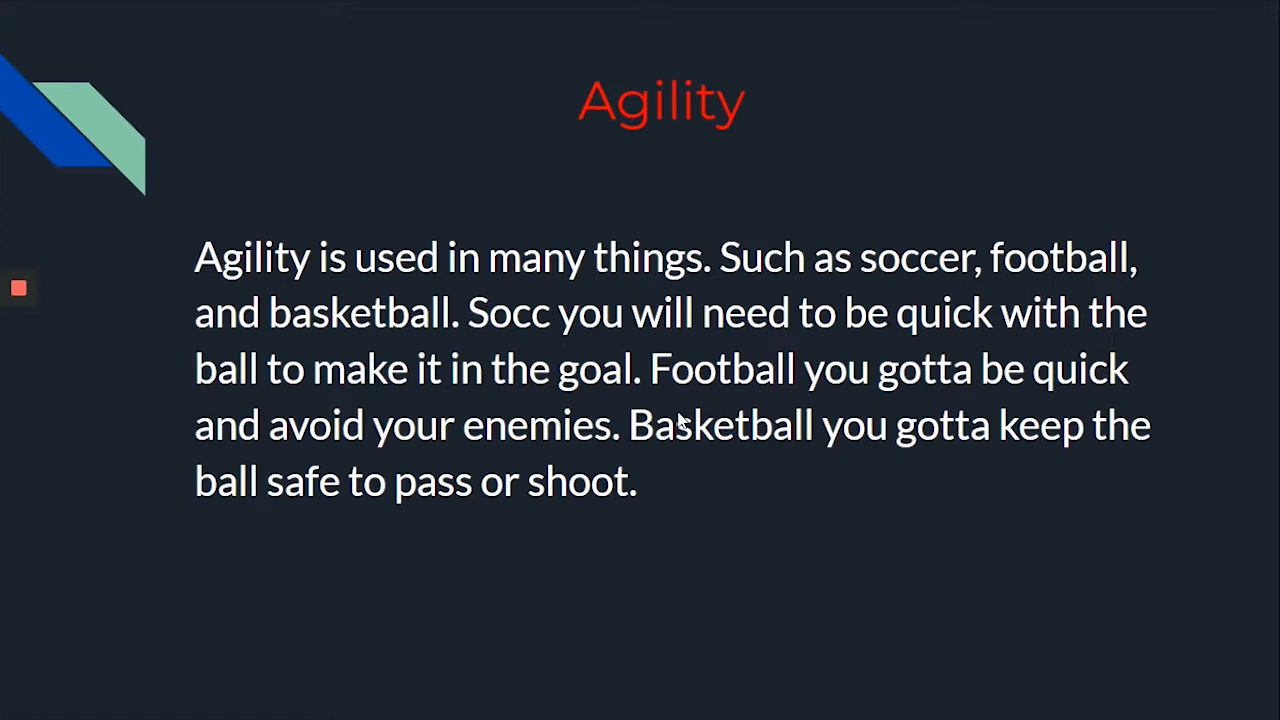 Agility
Agility is used in many things. Such as soccer, football,
and basketball. Socc you will need to be quick with the
ball to make it in the goal. Football you gotta be quick
and avoid your enemies. Basketball you gotta keep the
ball safe to pass or shoot.